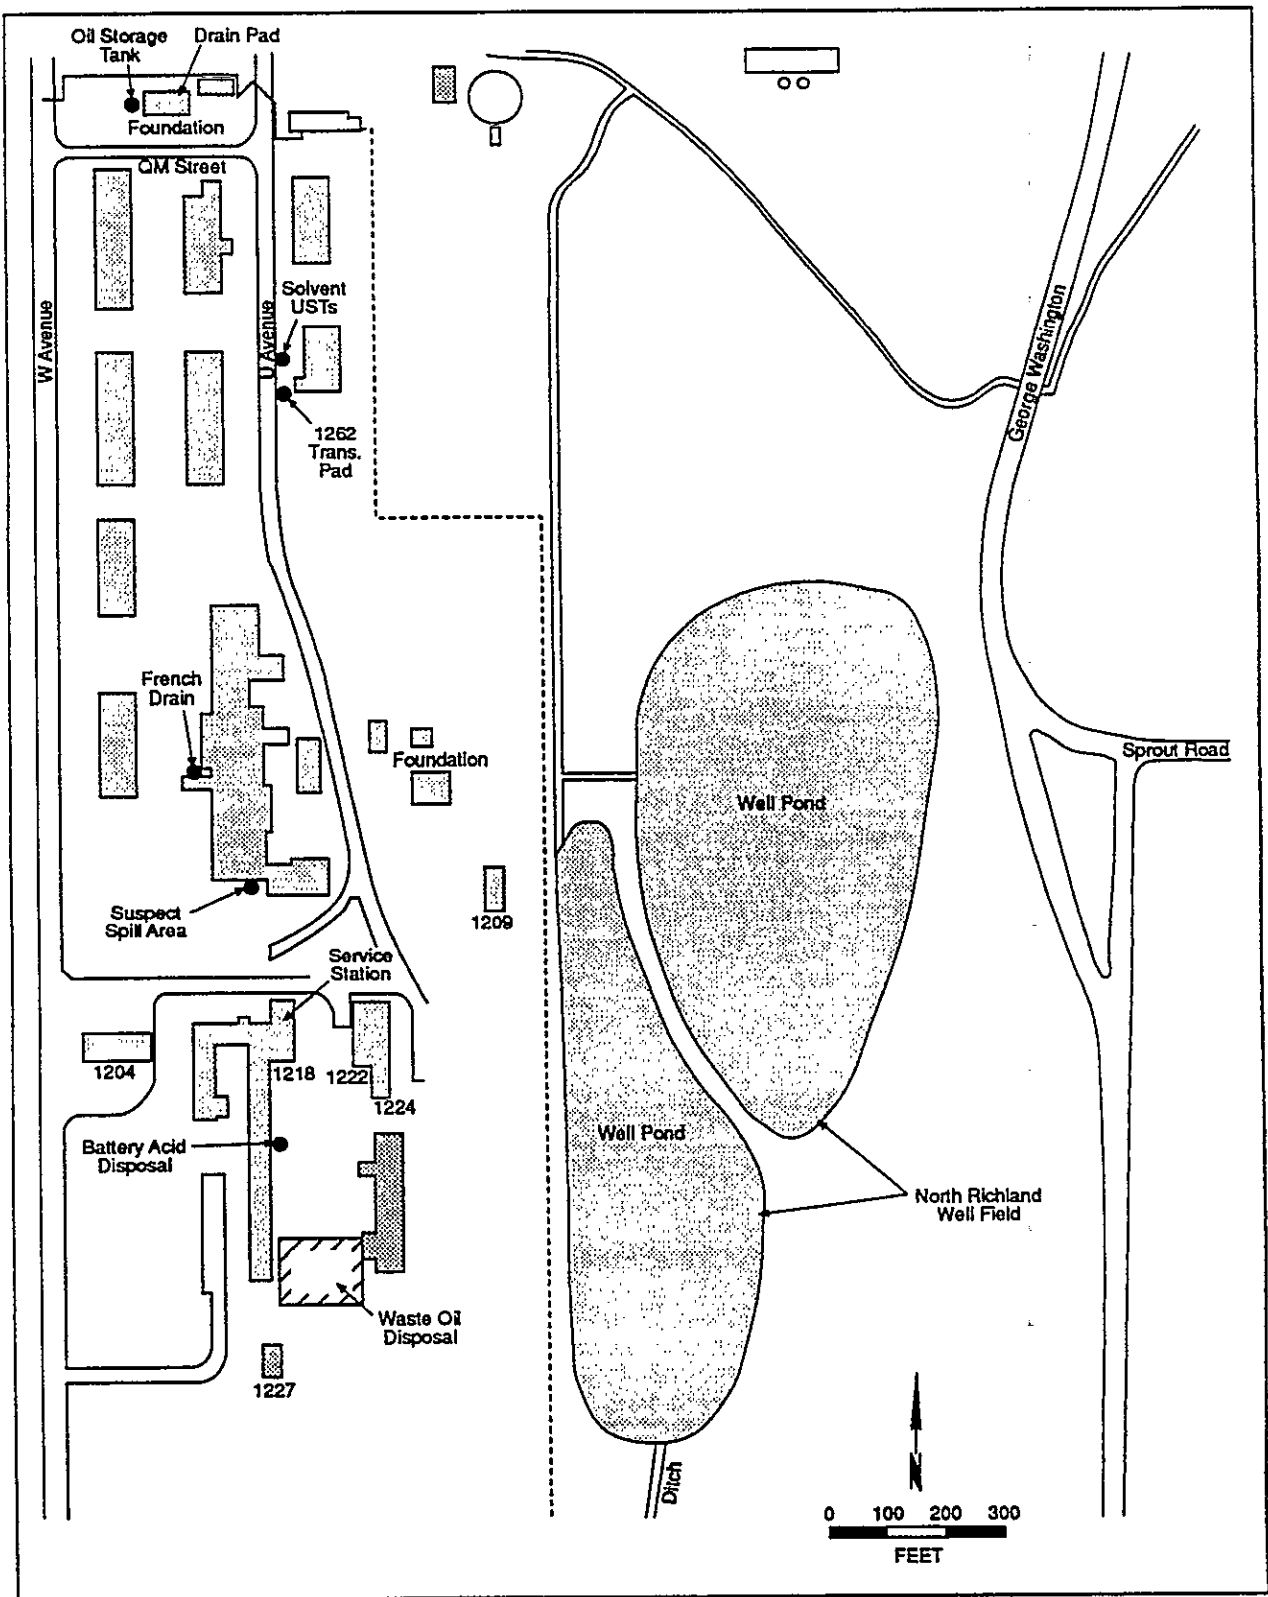 Oil Storage
Tank
Drain Pad
Foundation
QM Street
W Avenue
U Avenue
Solvent
USTs
1262
Trans.
Pad
George Washington
French
Drain
Foundation
Sprout Road
Well Pond
Suspect
Spill Area
1209
Service
Station
1204
1218
1222
1224
Battery Acid
Disposal
Well Pond
North Richland
Well Field
Waste Oil
Disposal
1227
Ditch
N
0 100 200 300
FEET